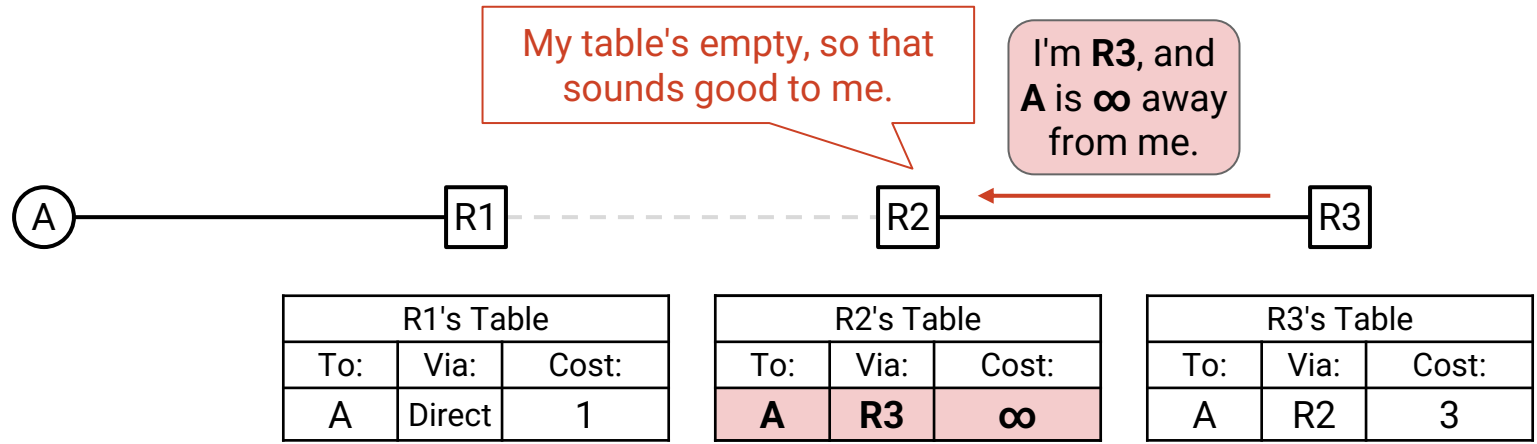 My table's empty, so that
sounds good to me.
I'm R3, and
A is ∞ away
from me.
A
R1
R2
R3
R1's Table
To: Via: Cost:
A Direct 1
R2's Table
To: Via: Cost:
A R3 ∞
R3's Table
To: Via: Cost:
A R2 3